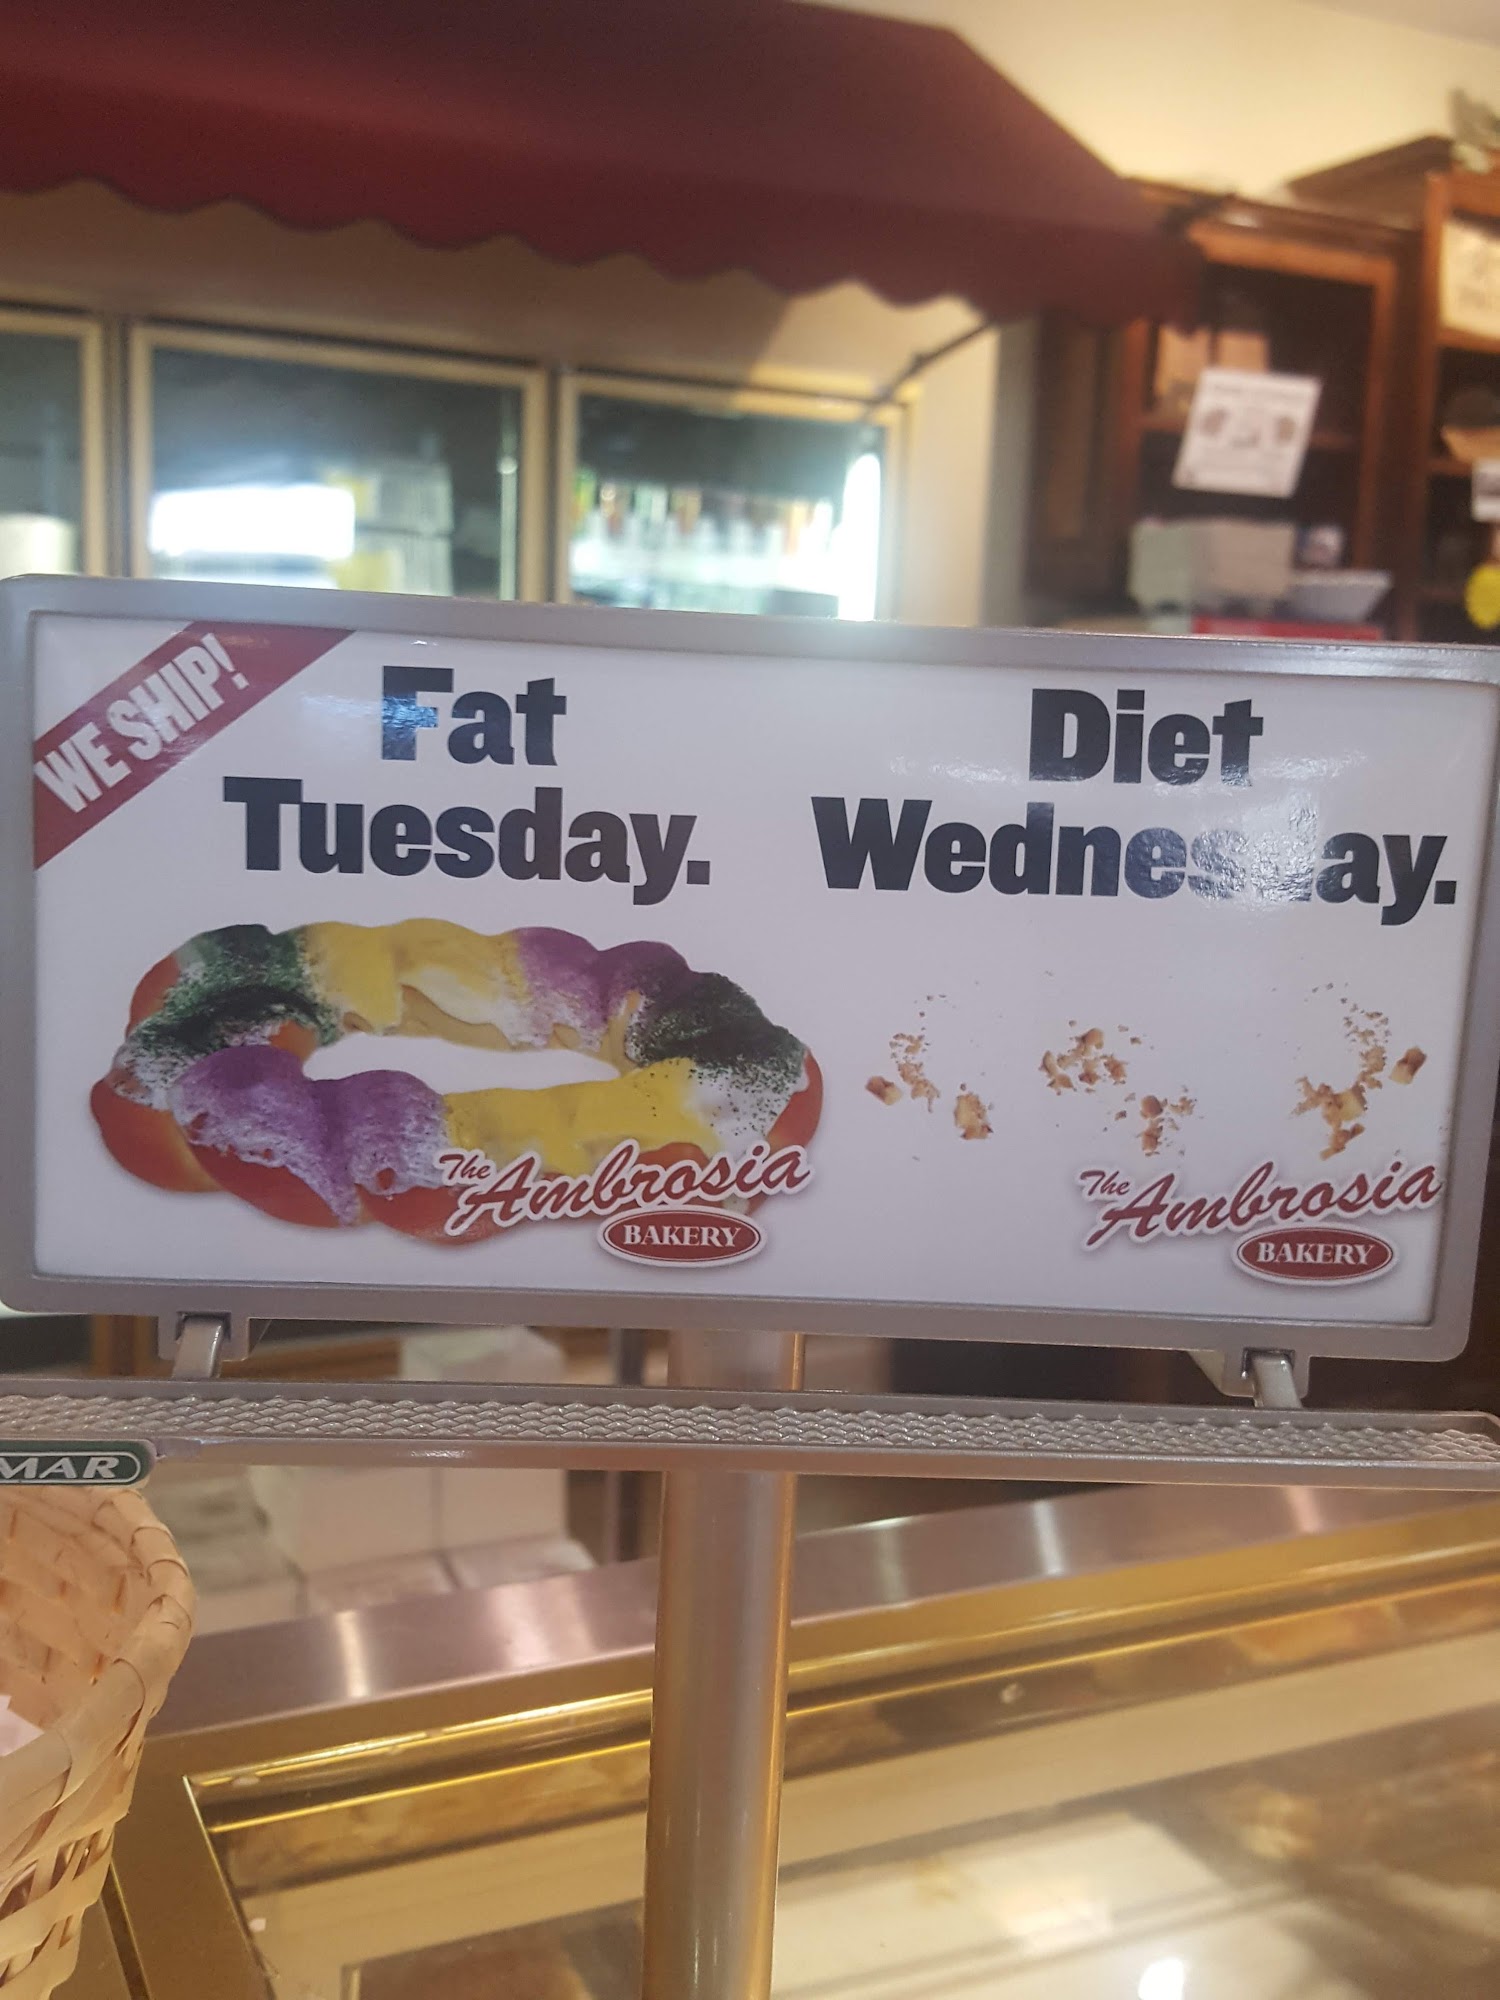 WE SHIP!
Fat
Tuesday.
The Ambrosia
BAKERY
Diet
Wednesday.
The Ambrosia
BAKERY
MAR